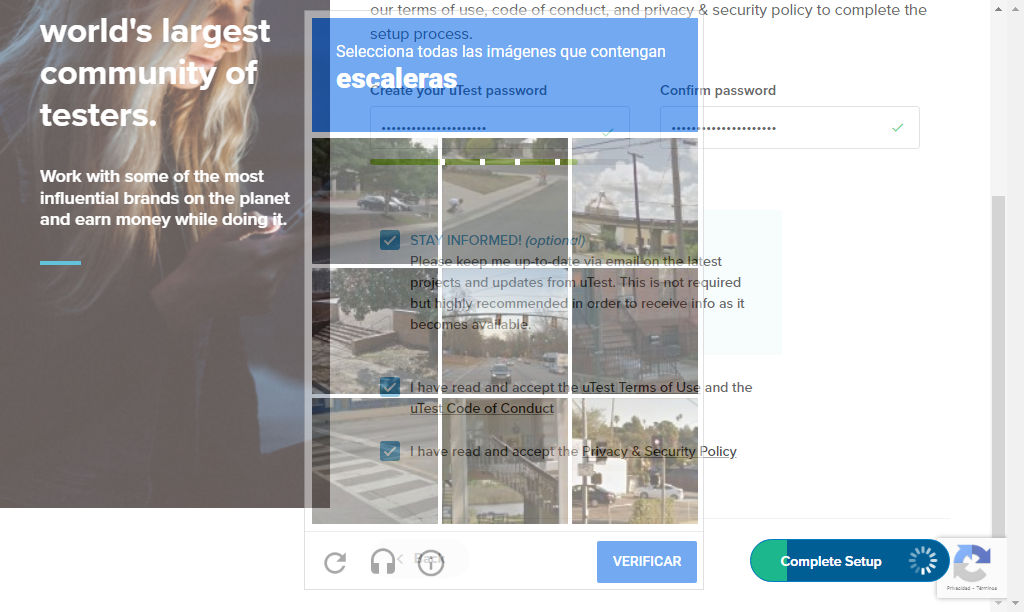 world's largest
community of
testers.
Work with some of the most
influential brands on the planet
and earn money while doing it.
our terms of use, code of conduct, and privacy & security policy to complete the
setup process.
Selecciona todas las imágenes que contengan
escaleras
Create your uTest password
Confirm password
STAY INFORMED! (optional)
Please keep me up-to-date via email on the latest
projects and updates from uTest. This is not required
but highly recommended in order to receive info as it
becomes available.
I have read and accept the uTest Terms of Use and the
uTest Code of Conduct
I have read and accept the Privacy & Security Policy
Back
VERIFICAR
Complete Setup
Privacidad - Términos